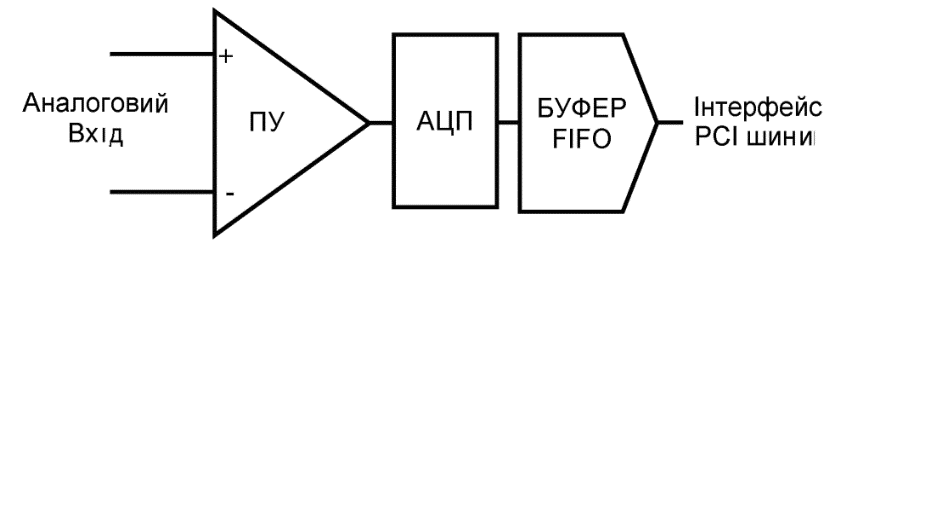 Аналоговий
Вхід
+
-
ПУ
АЦП
БУФЕР
FIFO
Інтерфейс
PCI шини